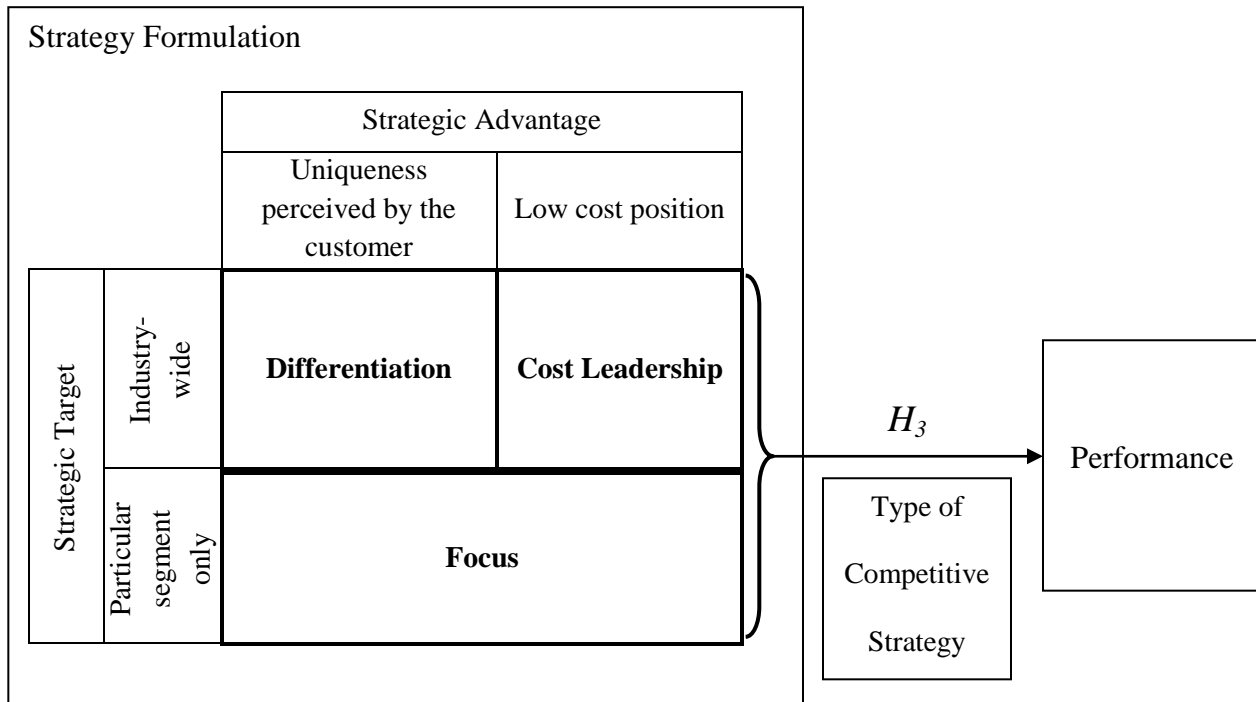 Strategy Formulation
Strategic Advantage
Uniqueness
perceived by the
customer
Low cost position
Strategic Target
Industry-
wide
Differentiation
Cost Leadership
H3
Performance
Particular
segment
only
Focus
Type of
Competitive
Strategy